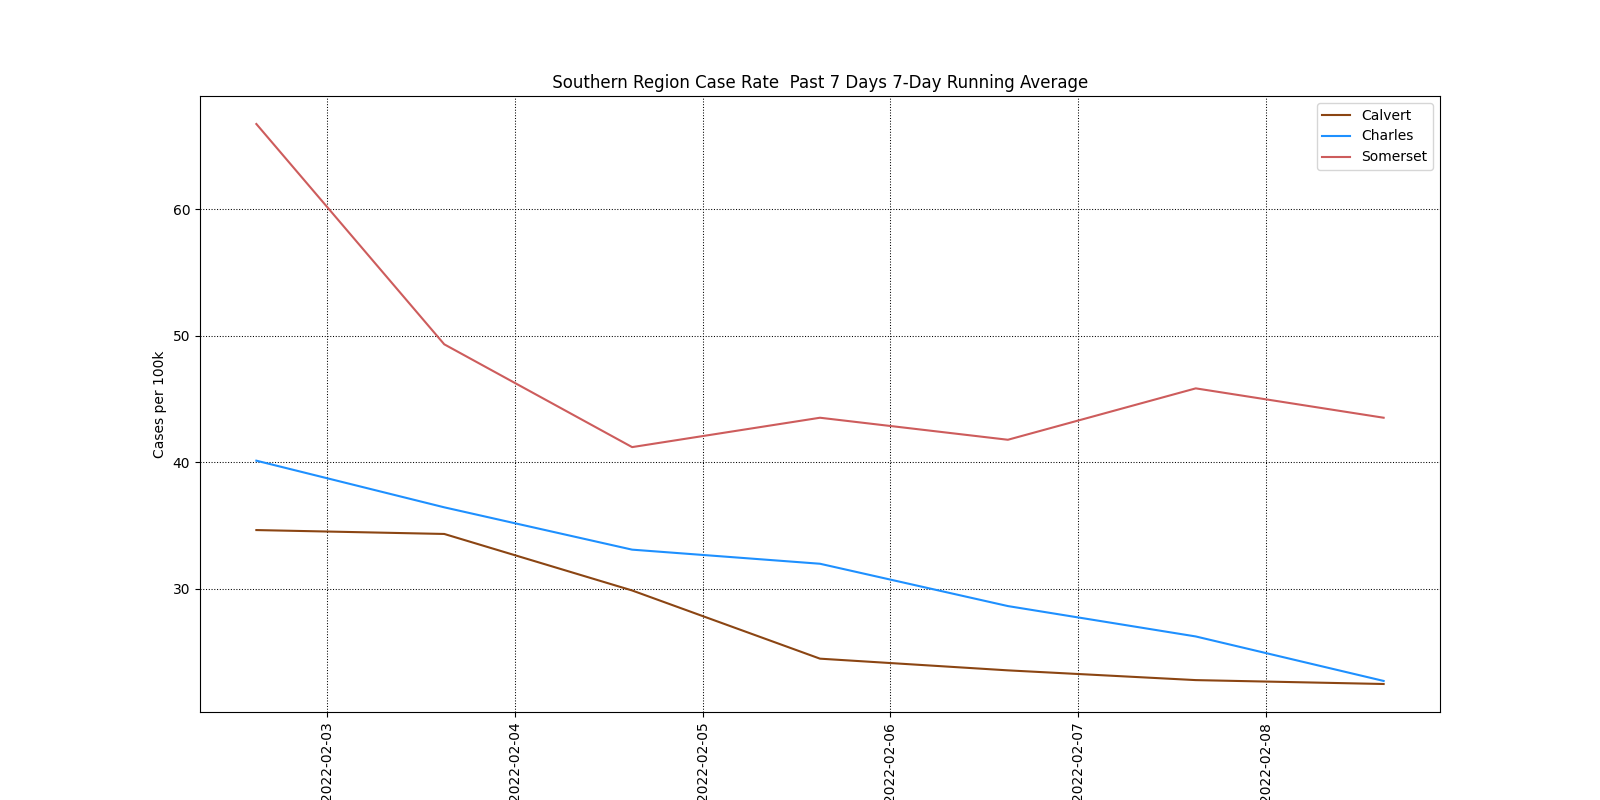 Southern Region Case Rate  Past 7 Days 7-Day Running Average
Calvert
Charles
Somerset
Cases per 100k
60
50
40
30
2022-02-03
2022-02-04
2022-02-05
2022-02-06
2022-02-07
2022-02-08